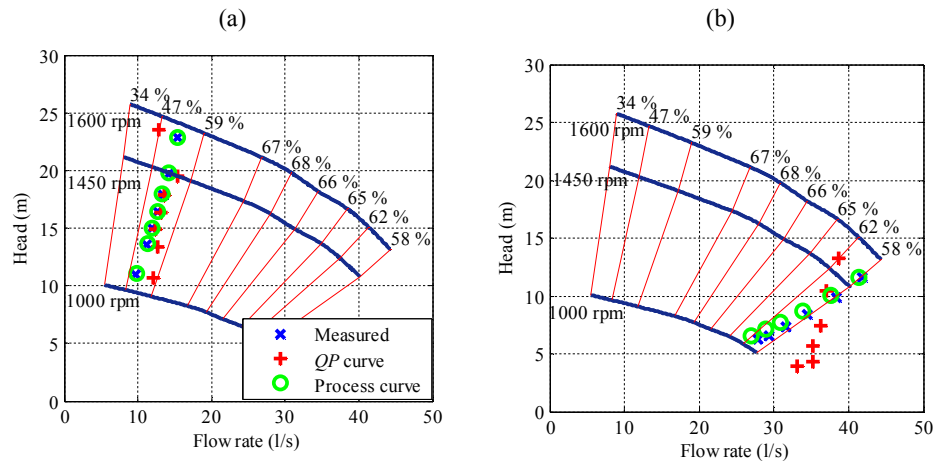 (a)
30
25
20
15
10
5
0
0 10 20 30 40 50
Head (m)
Flow rate (l/s)
34 %
47 %
59 %
67 %
68 %
66 %
65 %
62 %
58 %
1600 rpm
1450 rpm
1000 rpm
Measured
QP curve
Process curve
(b)
30
25
20
15
10
5
0
0 10 20 30 40 50
Head (m)
Flow rate (l/s)
34 %
47 %
59 %
67 %
68 %
66 %
65 %
62 %
58 %
1600 rpm
1450 rpm
1000 rpm